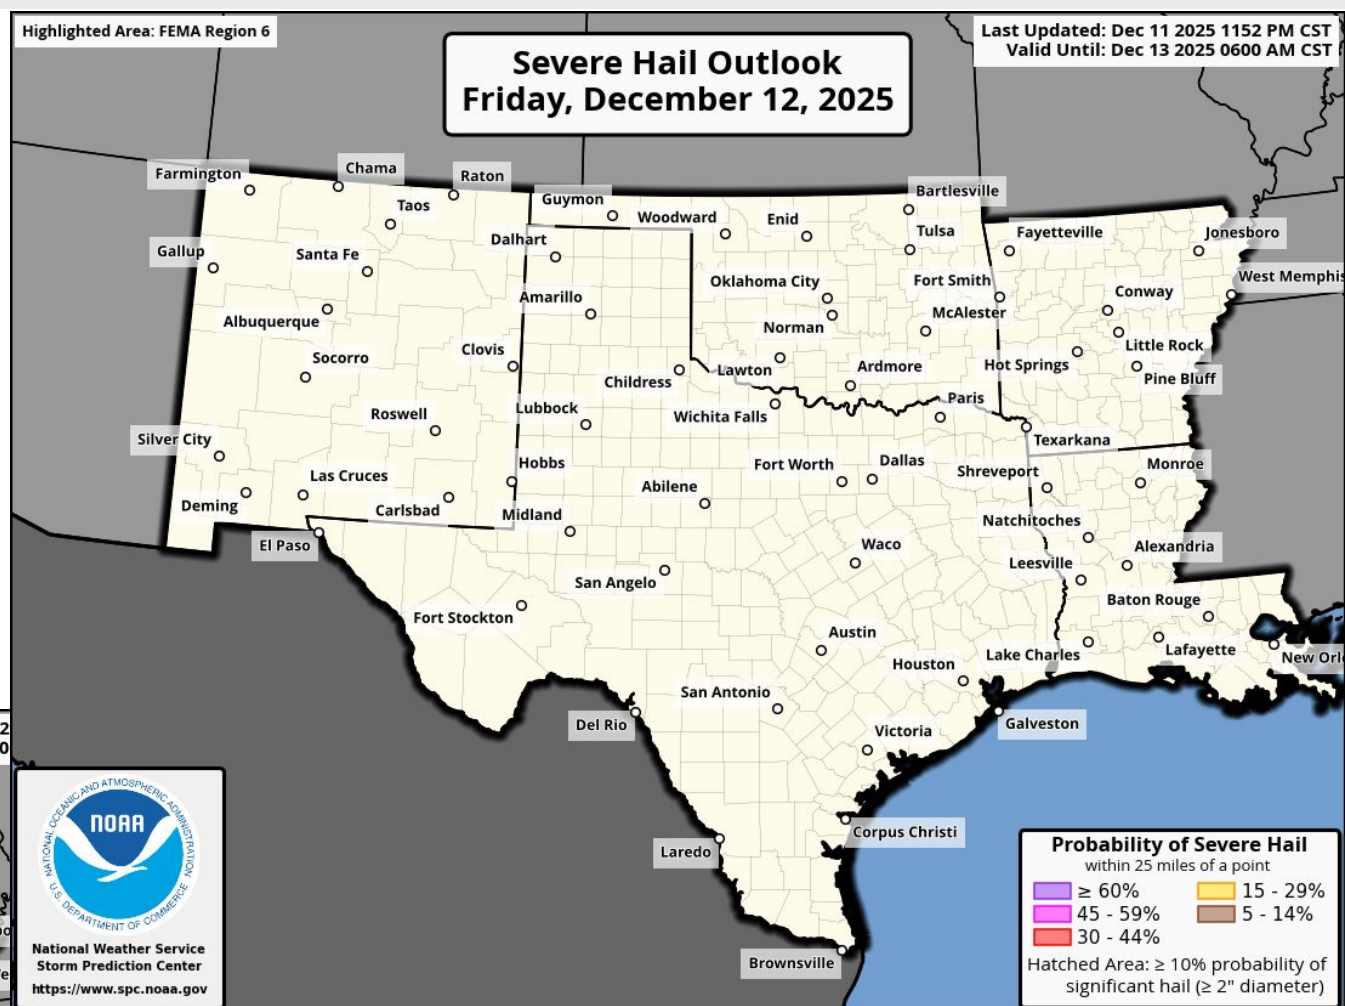 Highlighted Area: FEMA Region 6
Last Updated: Dec 11 2025 1152 PM CST
Valid Until: Dec 13 2025 0600 AM CST
Severe Hail Outlook
Friday, December 12, 2025
Farmington
Chama
Raton
Taos
Guymon
Woodward
Enid
Bartlesville
Tulsa
Fayetteville
Jonesboro
Gallup
Santa Fe
Dalhart
Oklahoma City
Fort Smith
West Memphis
Albuquerque
Amarillo
Norman
McAlester
Conway
Little Rock
Socorro
Clovis
Childress
Lawton
Ardmore
Hot Springs
Pine Bluff
Roswell
Lubbock
Wichita Falls
Paris
Texarkana
Silver City
Las Cruces
Hobbs
Abilene
Fort Worth
Dallas
Shreveport
Monroe
Deming
Carlsbad
Midland
Natchitoches
El Paso
San Angelo
Waco
Leesville
Alexandria
Fort Stockton
Austin
Baton Rouge
Houston
Lake Charles
Lafayette
New Orl
San Antonio
Del Rio
Victoria
Galveston
Laredo
Corpus Christi
Brownsville
2
0
NATIONAL OCEANIC AND ATMOSPHERIC ADMINISTRATION
NOAA
U.S. DEPARTMENT OF COMMERCE
National Weather Service
Storm Prediction Center
https://www.spc.noaa.gov
Probability of Severe Hail
within 25 miles of a point
≥ 60%
15 - 29%
45 - 59%
5 - 14%
30 - 44%
Hatched Area: ≥ 10% probability of
significant hail (≥ 2" diameter)